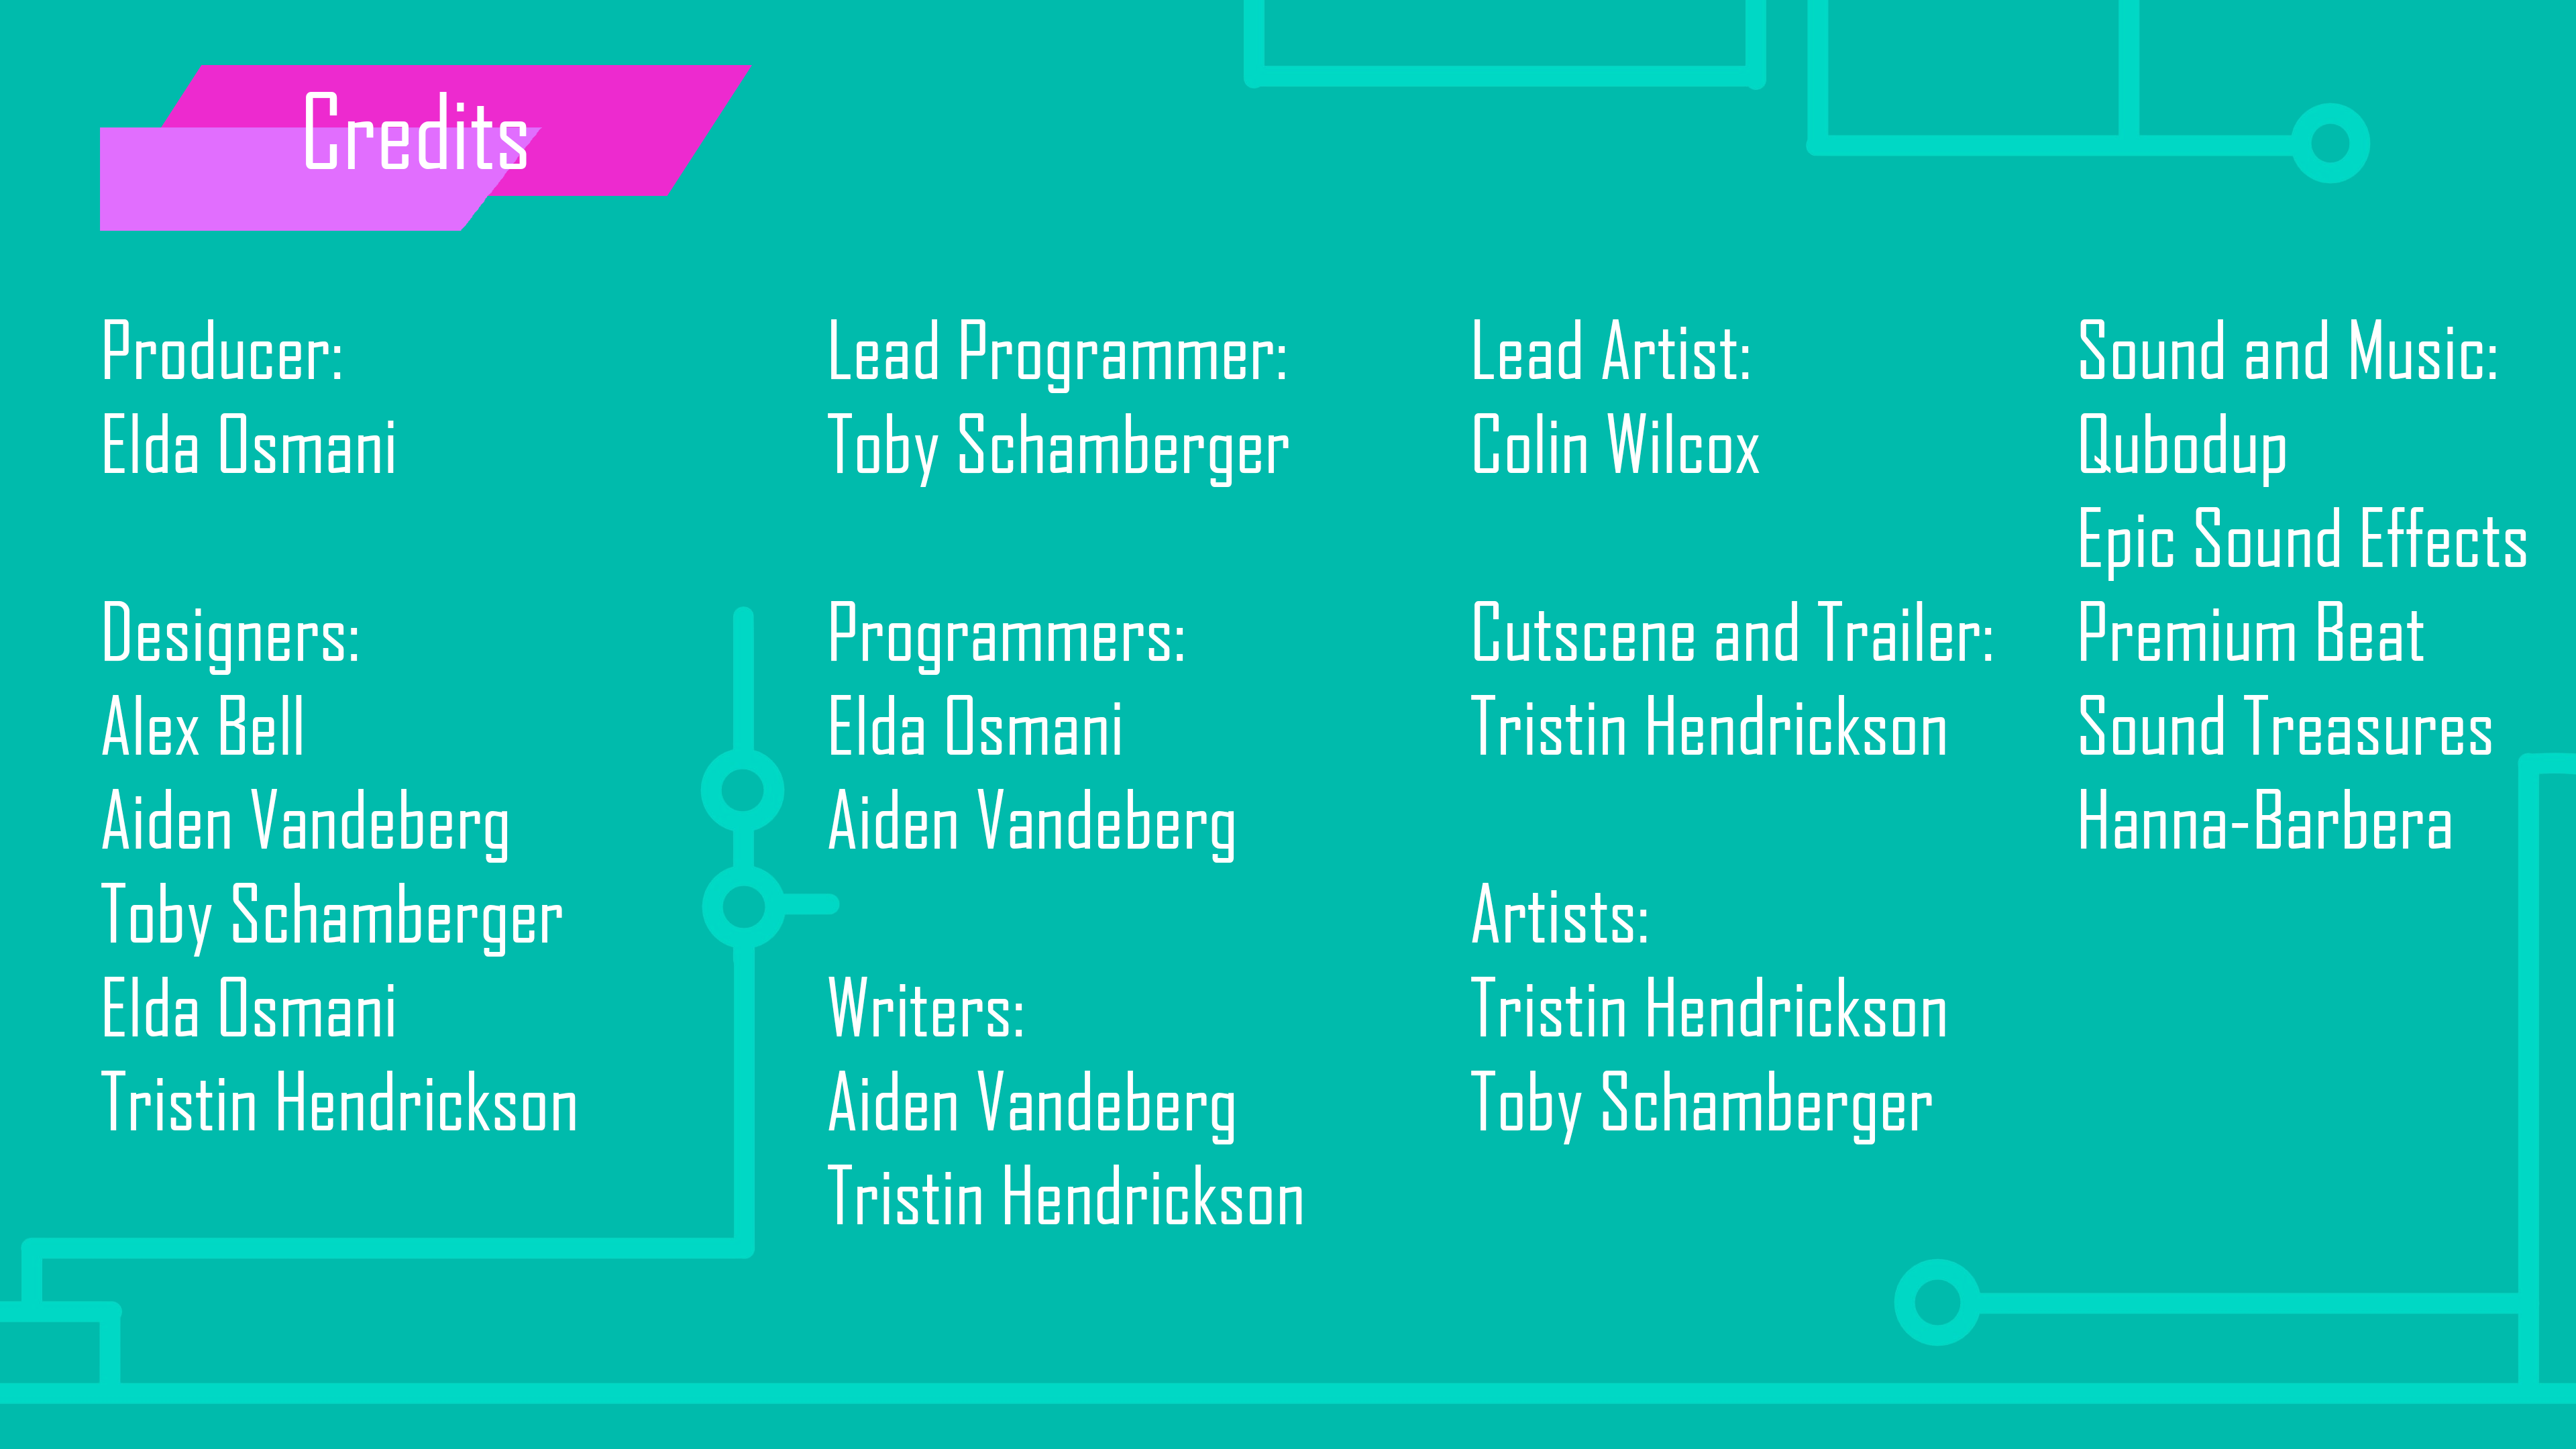 Credits
Producer:
Elda Osmani
Designers:
Alex Bell
Aiden Vandeberg
Toby Schamberger
Elda Osmani
Tristin Hendrickson
Lead Programmer:
Toby Schamberger
Programmers:
Elda Osmani
Aiden Vandeberg
Writers:
Aiden Vandeberg
Tristin Hendrickson
Lead Artist:
Colin Wilcox
Cutscene and Trailer:
Tristin Hendrickson
Artists:
Tristin Hendrickson
Toby Schamberger
Sound and Music:
Qubodup
Epic Sound Effects
Premium Beat
Sound Treasures
Hanna-Barbera